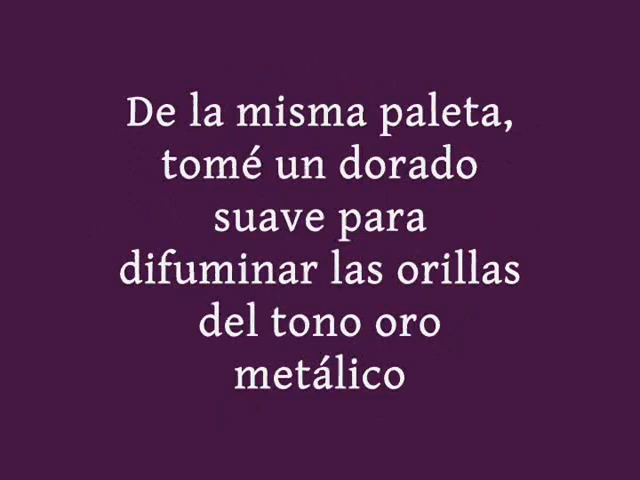 De la misma paleta,
tomé un dorado
suave para
difuminar las orillas
del tono oro
metálico